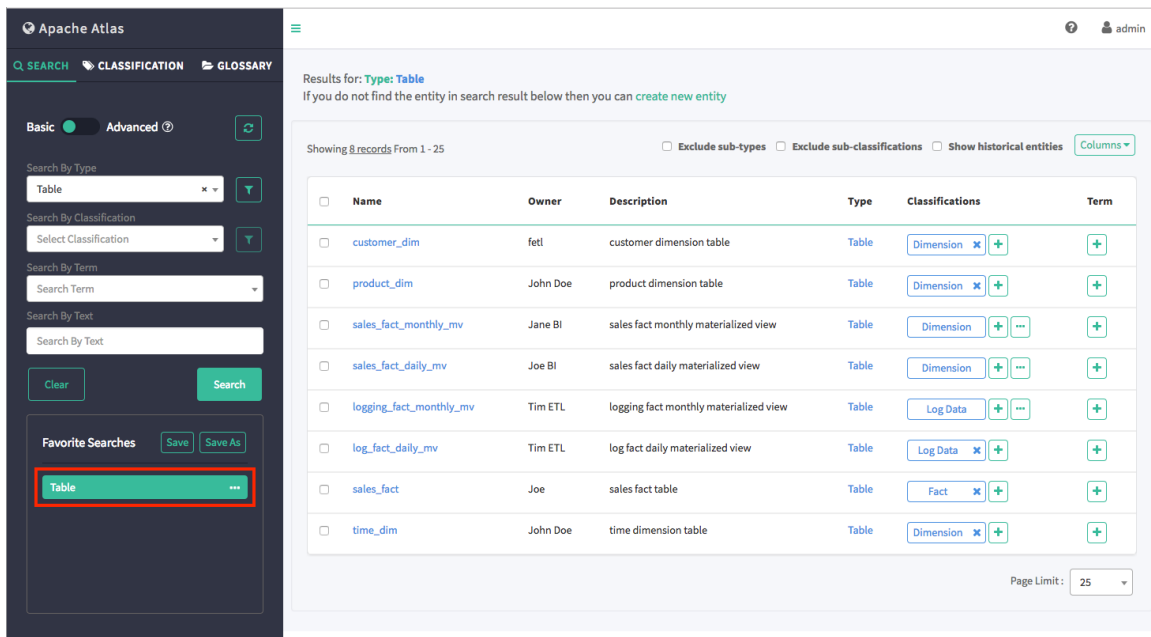 Apache Atlas
admin
SEARCH CLASSIFICATION GLOSSARY
Basic Advanced
Search By Type
Table
Search By Classification
Select Classification
Search By Term
Search Term
Search By Text
Search By Text
Clear Search
Favorite Searches Save Save As
Table
Results for: Type: Table
If you do not find the entity in search result below then you can create new entity
Showing 8 records From 1 - 25 Exclude sub-types Exclude sub-classifications Show historical entities Columns
Name Owner Description Type Classifications Term
customer_dim fetl customer dimension table Table Dimension
product_dim John Doe product dimension table Table Dimension
sales_fact_monthly_mv Jane BI sales fact monthly materialized view Table Dimension
sales_fact_daily_mv Joe BI sales fact daily materialized view Table Dimension
logging_fact_monthly_mv Tim ETL logging fact monthly materialized view Table Log Data
log_fact_daily_mv Tim ETL log fact daily materialized view Table Log Data
sales_fact Joe sales fact table Table Fact
time_dim John Doe time dimension table Table Dimension
Page Limit : 25